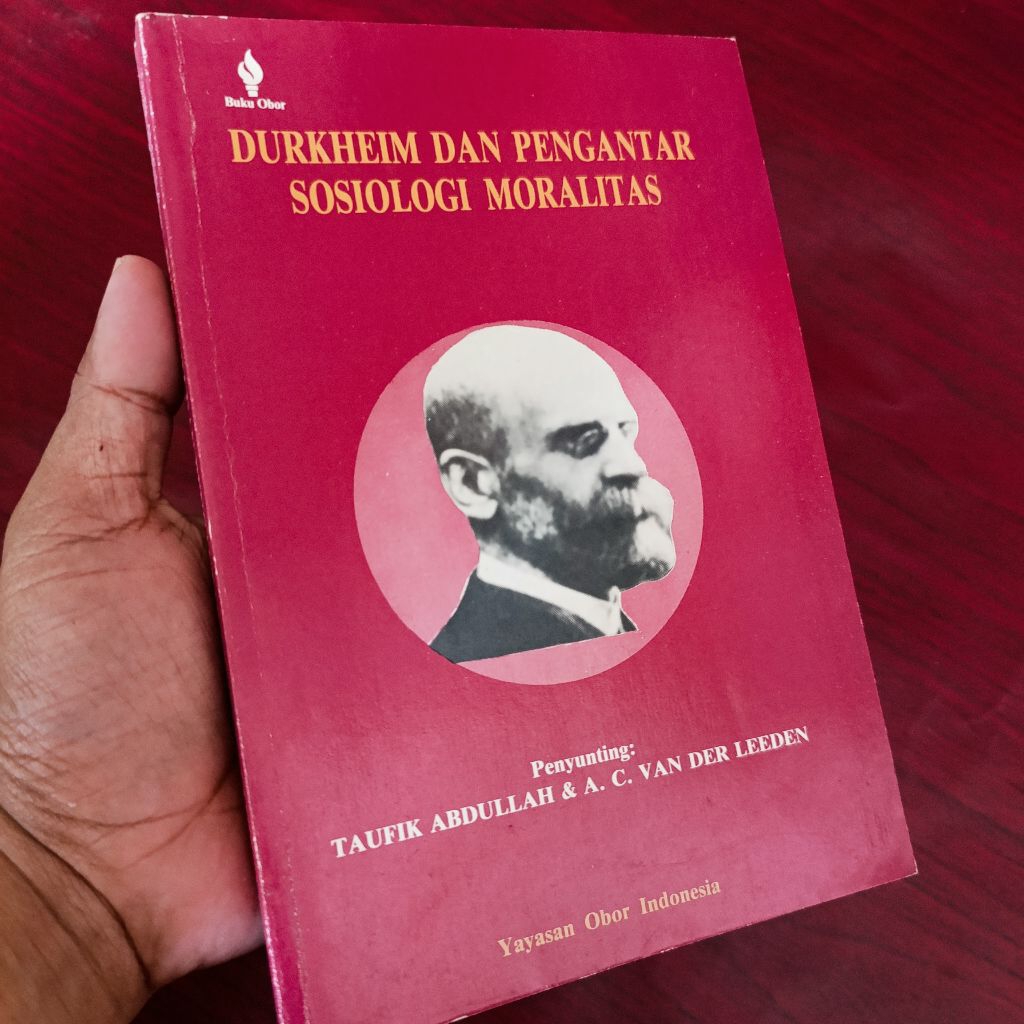 Buku Obor
DURKHEIM DAN PENGANTAR
SOSIOLOGI MORALITAS
Penyunting:
TAUFIK ABDULLAH & A. C. VAN DER LEEDEN
Yayasan Obor Indonesia